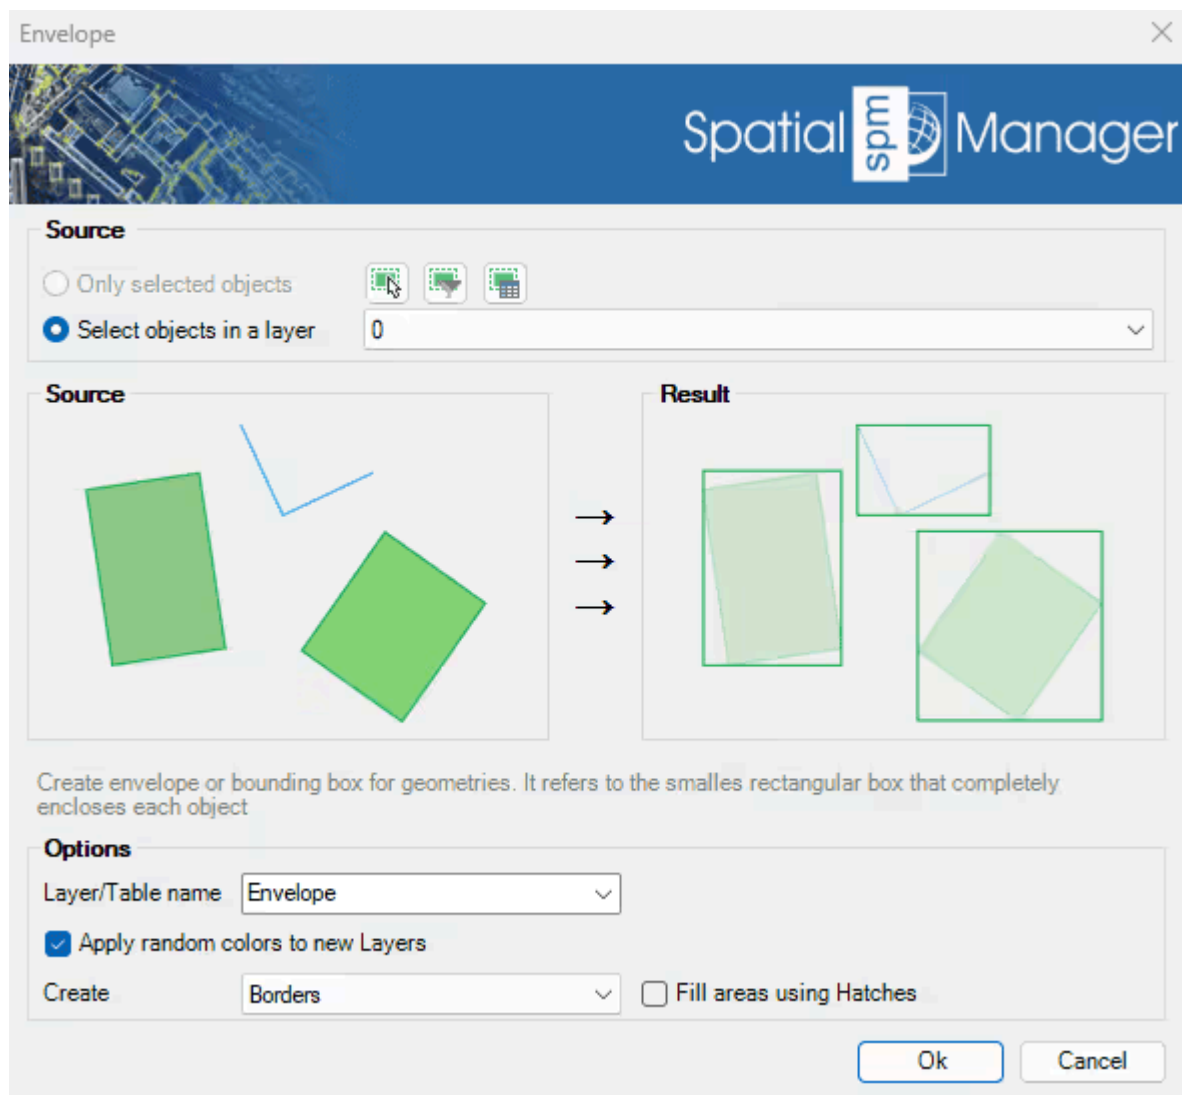 Envelope
Spatial spm Manager
Source
Only selected objects
Select objects in a layer
0
Source
Result
Create envelope or bounding box for geometries. It refers to the smalles rectangular box that completely
encloses each object
Options
Layer/Table name
Envelope
Apply random colors to new Layers
Create
Borders
Fill areas using Hatches
Ok
Cancel